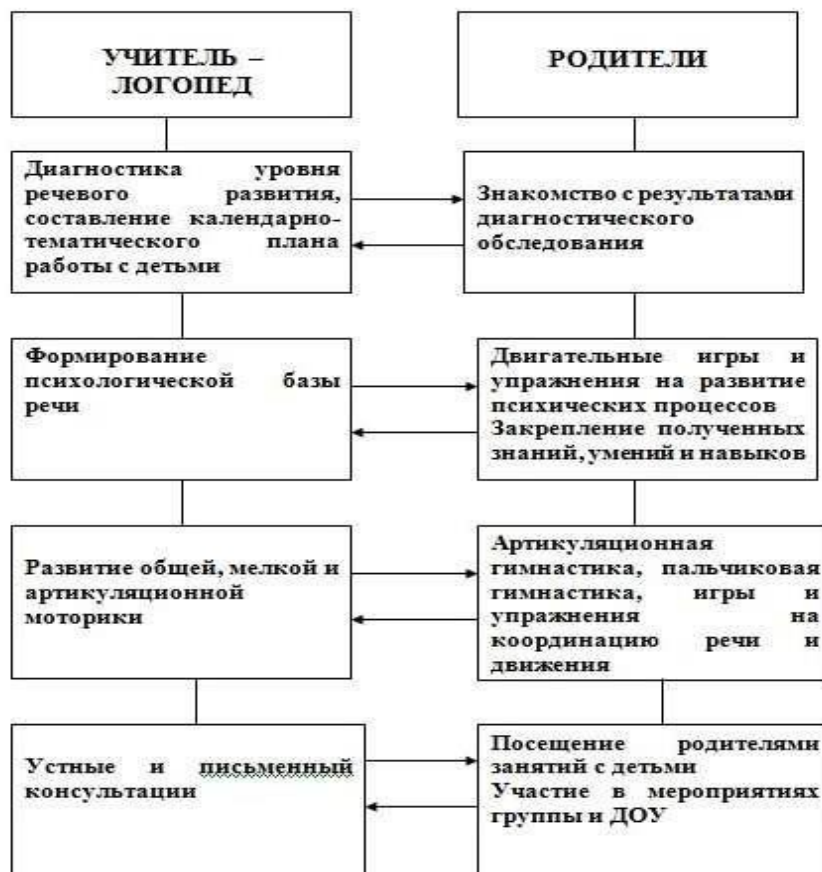 УЧИТЕЛЬ –
ЛОГОПЕД
РОДИТЕЛИ
Диагностика уровня
речевого развития,
составление календарно-
тематического плана
работы с детьми
Знакомство с результатами
диагностического
обследования
Формирование
психологической базы
речи
Двигательные игры и
упражнения на развитие
психических процессов
Закрепление полученных
знаний, умений и навыков
Развитие общей, мелкой и
артикуляционной
моторики
Артикуляционная
гимнастика, пальчиковая
гимнастика, игры и
упражнения на
координацию речи и
движения
Устные и письменный
консультации
Посещение родителями
занятий с детьми
Участие в мероприятиях
группы и ДОУ